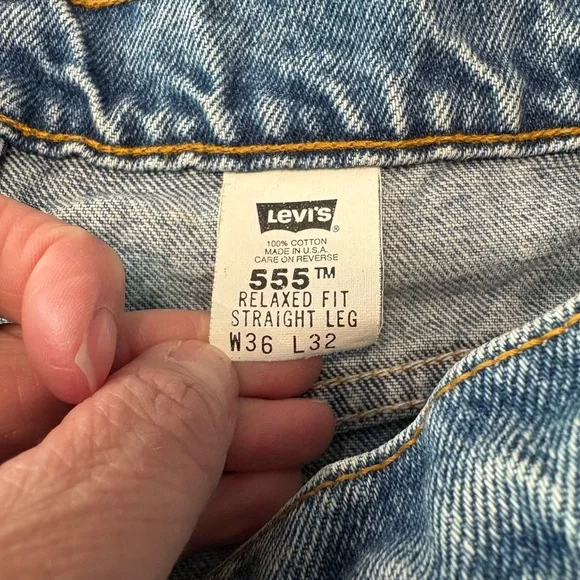 Levi's ®
100% COTTON
MADE IN U.S.A.
CARE ON REVERSE
555™
RELAXED FIT
STRAIGHT LEG
W36 L32